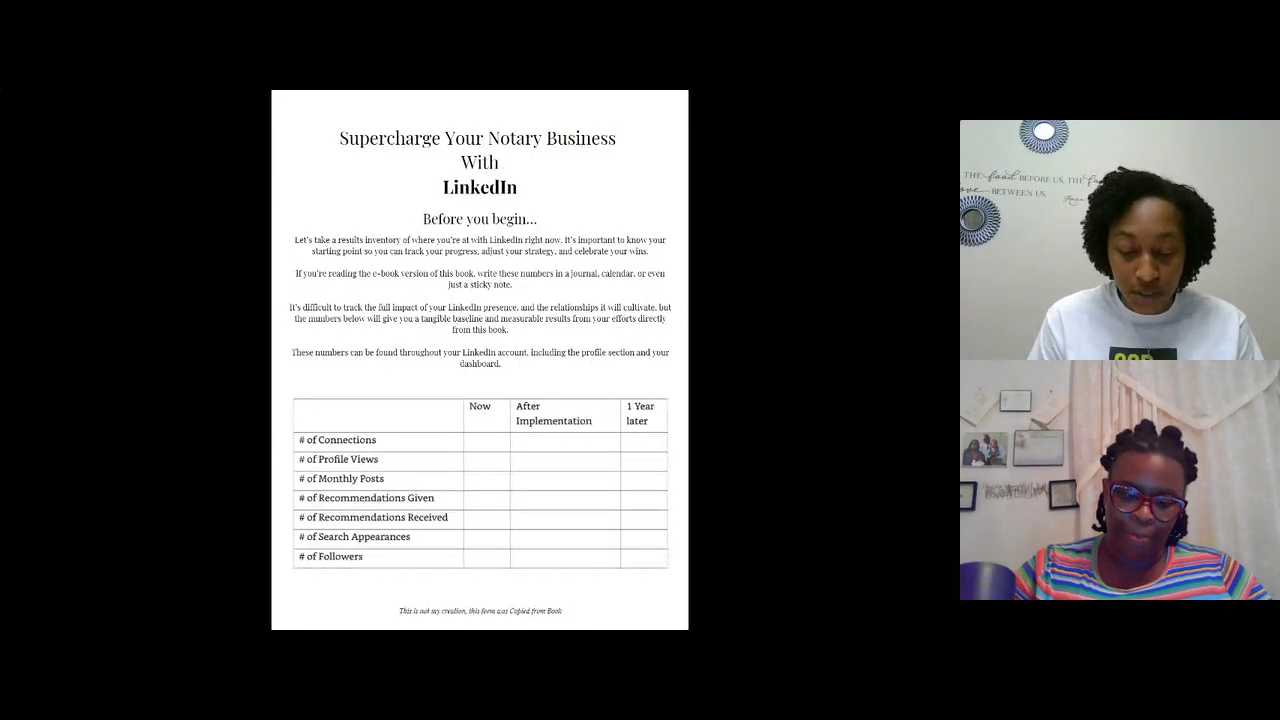 Supercharge Your Notary Business
With
LinkedIn
Before you begin...
Let's take a results inventory of where you're at with LinkedIn right now. It's important to know your
starting point so you can track your progress, adjust your strategy, and celebrate your wins.
If you're reading the e-book version of this book, write these numbers in a journal, calendar, or even
just a sticky note.
It's difficult to track the full impact of your LinkedIn presence, and the relationships it will cultivate, but
the numbers below will give you a tangible baseline and measurable results from your efforts directly
from this book.
These numbers can be found throughout your LinkedIn account, including the profile section and your
dashboard.
Now After 1 Year
Implementation later
# of Connections
# of Profile Views
# of Monthly Posts
# of Recommendations Given
# of Recommendations Received
# of Search Appearances
# of Followers
This is not my creation, this form was Copied from Book
THE food BEFORE US, THE
BETWEEN US.